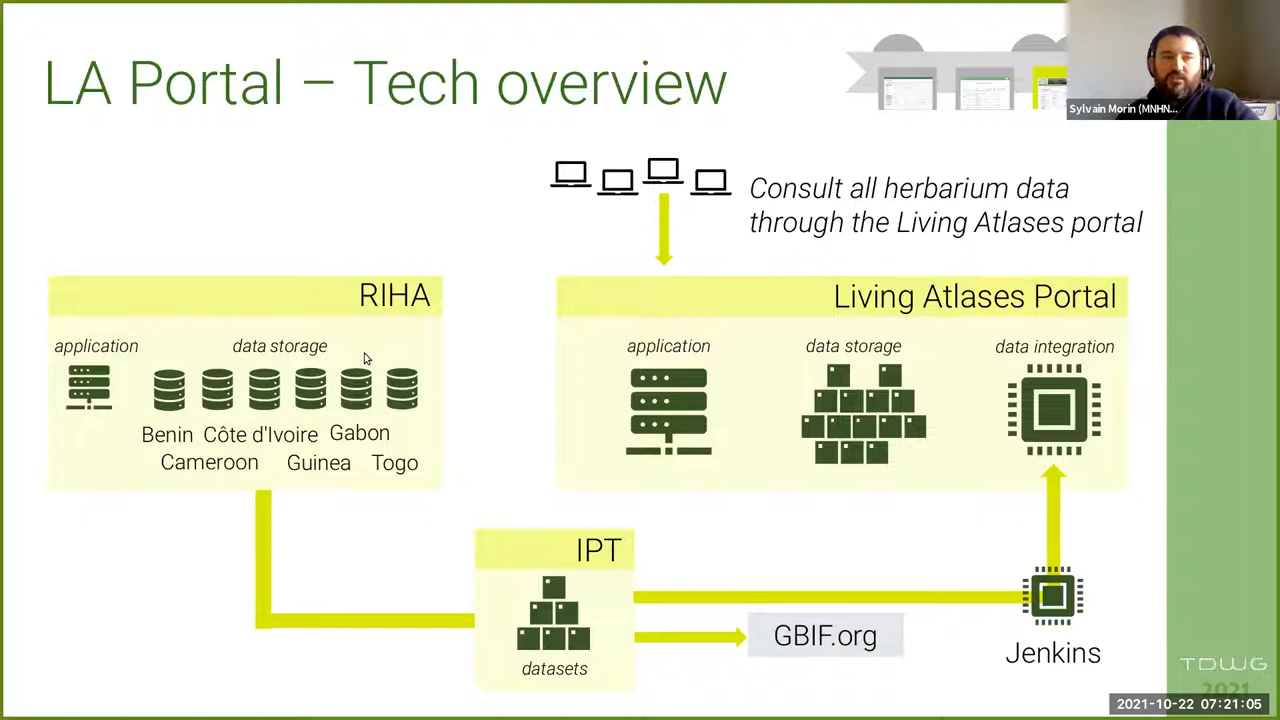 LA Portal – Tech overview
Sylvain Morin (MNHN...
Consult all herbarium data
through the Living Atlases portal
RIHA
application
data storage
Benin Côte d'Ivoire Gabon
Cameroon Guinea Togo
Living Atlases Portal
application
data storage
data integration
IPT
datasets
GBIF.org
Jenkins
TDWG
2021
2021-10-22 07:21:05